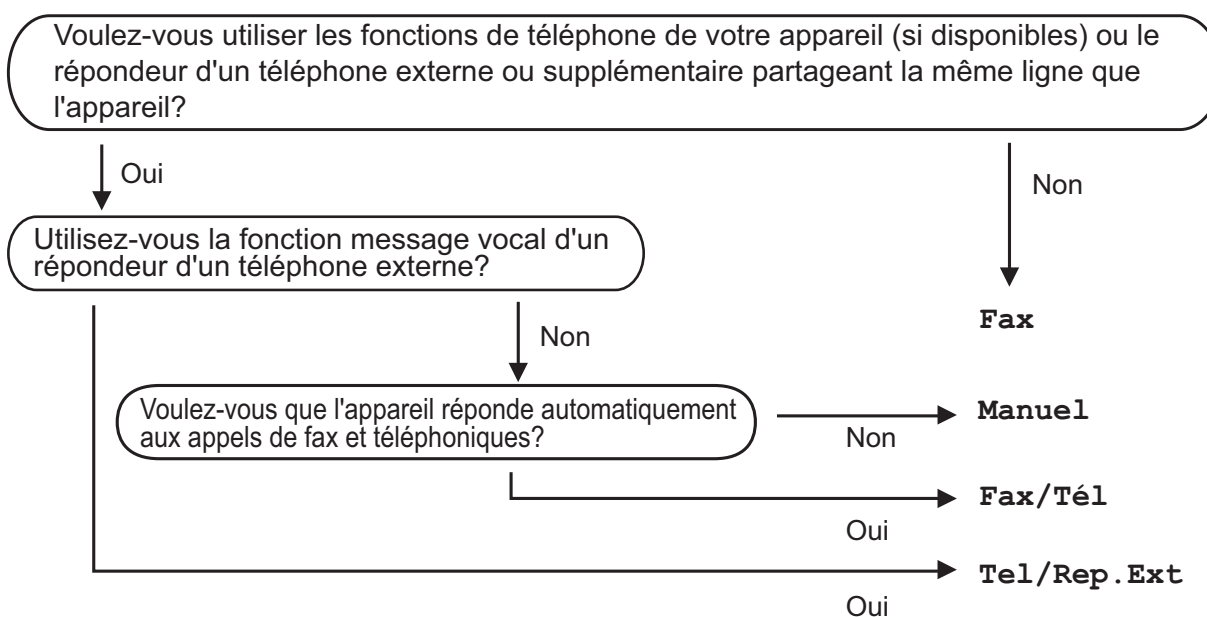 Voulez-vous utiliser les fonctions de téléphone de votre appareil (si disponibles) ou le
répondeur d'un téléphone externe ou supplémentaire partageant la même ligne que
l'appareil?
Oui
Non
Utilisez-vous la fonction message vocal d'un
répondeur d'un téléphone externe?
Non
Fax
Voulez-vous que l'appareil réponde automatiquement
aux appels de fax et téléphoniques?
Non
Manuel
Oui
Fax/Tél
Oui
Tel/Rep.Ext